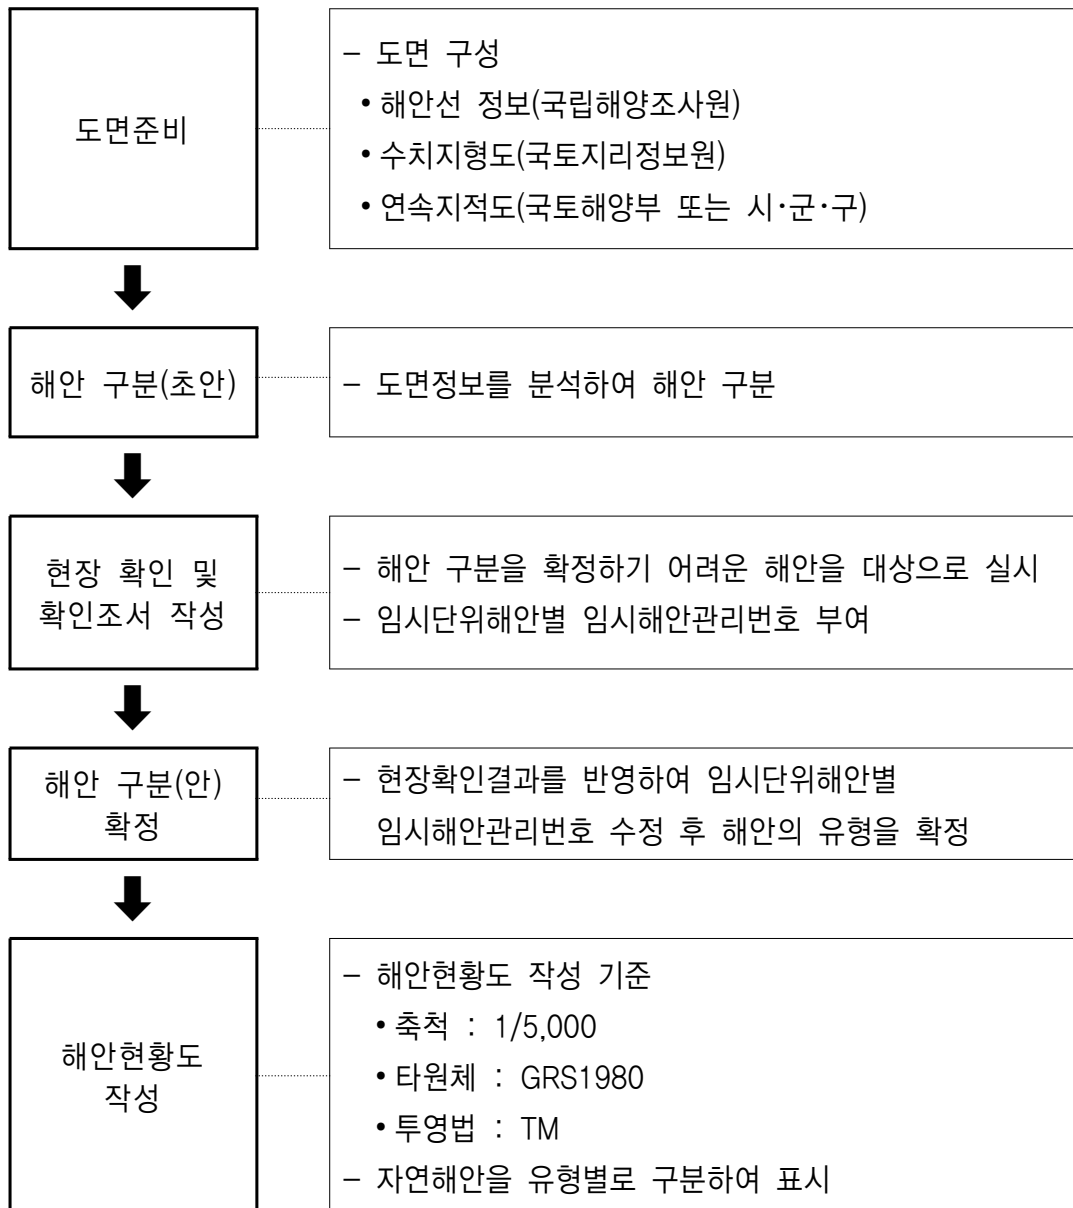 도면준비
– 도면 구성
• 해안선 정보(국립해양조사원)
• 수치지형도(국토지리정보원)
• 연속지적도(국토해양부 또는 시·군·구)
해안 구분(초안)
– 도면정보를 분석하여 해안 구분
현장 확인 및
확인조서 작성
– 해안 구분을 확정하기 어려운 해안을 대상으로 실시
– 임시단위해안별 임시해안관리번호 부여
해안 구분(안)
확정
– 현장확인결과를 반영하여 임시단위해안별
임시해안관리번호 수정 후 해안의 유형을 확정
해안현황도
작성
– 해안현황도 작성 기준
• 축척 : 1/5,000
• 타원체 : GRS1980
• 투영법 : TM
– 자연해안을 유형별로 구분하여 표시